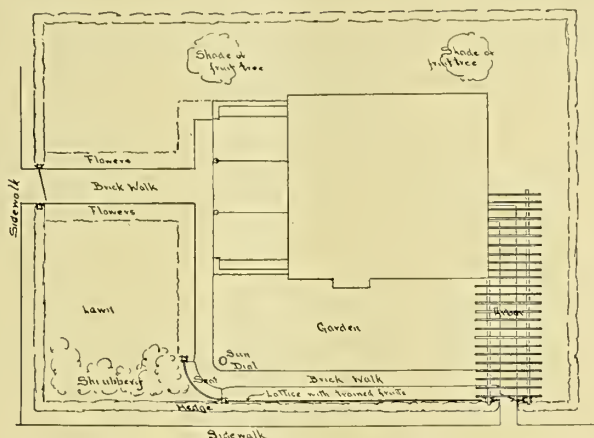 Shade or
fruit tree
Shade or
fruit tree
Flowers
Brick Walk
Flowers
Sidewalk
Lawn
Arbor
Garden
Sun
Dial
Shrubbery
Seat
Brick Walk
Lattice with trained fruits
Hedge
Sidewalk